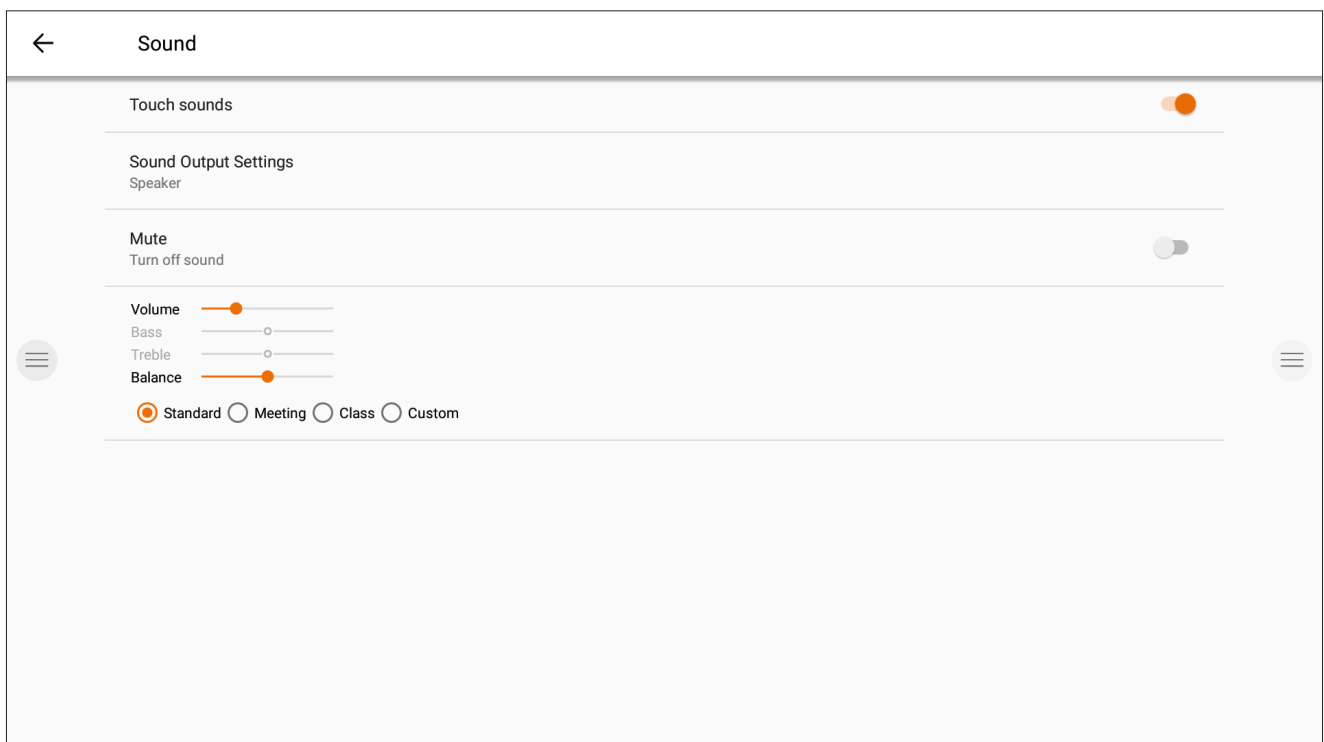 Sound
Touch sounds
Sound Output Settings
Speaker
Mute
Turn off sound
Volume
Bass
Treble
Balance
Standard Meeting Class Custom